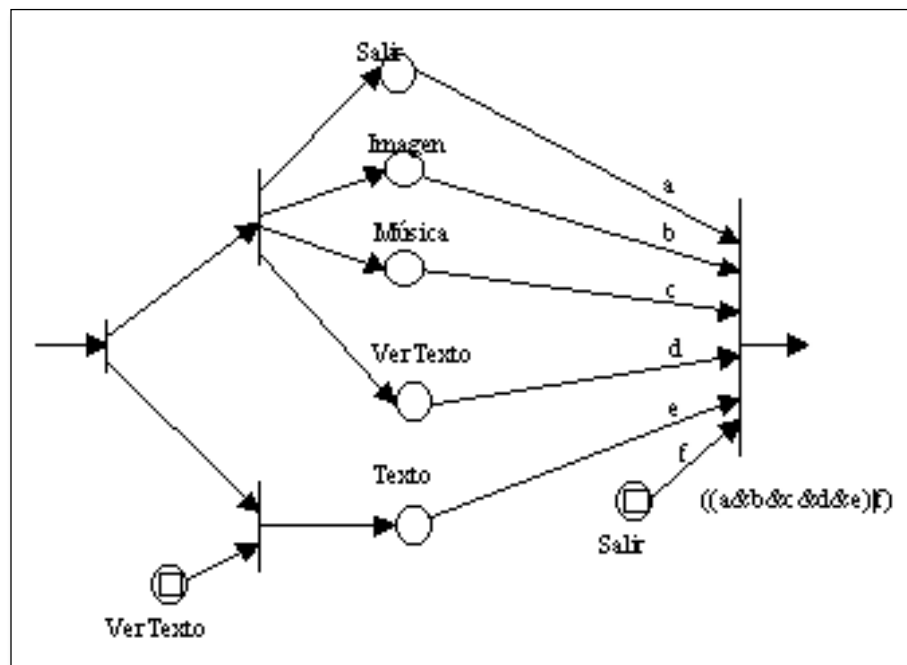 Salir
Imagen
a
b
Música
c
VerTexto
d
e
Texto
f
((a&b&c&d&e)|f)
Salir
VerTexto